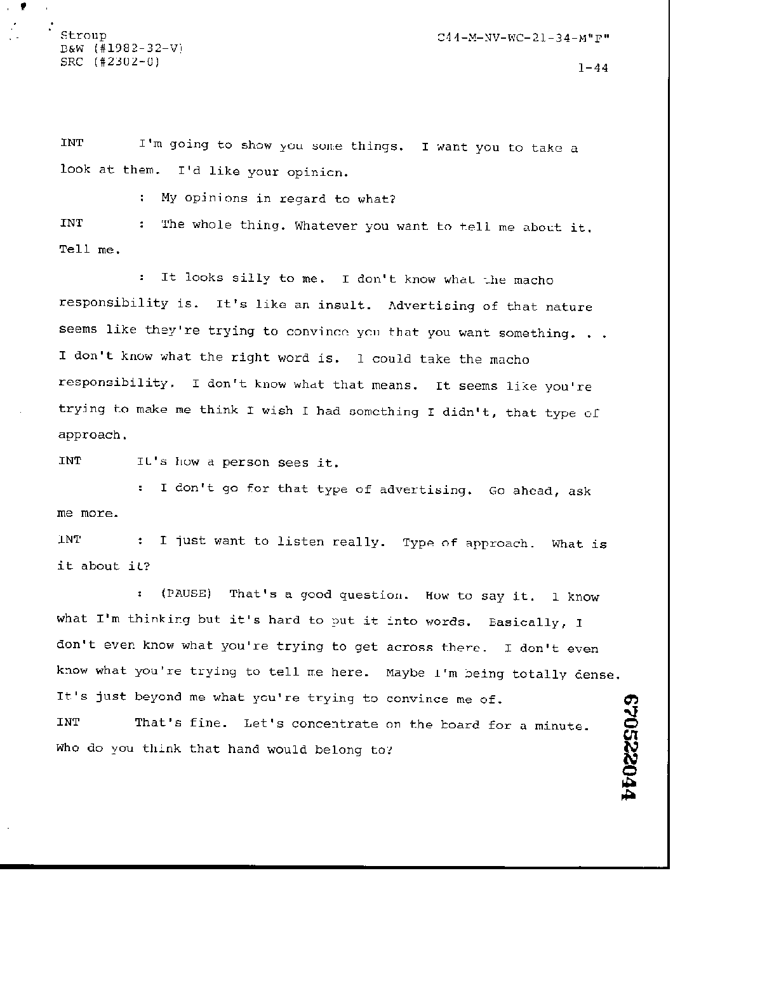 Stroup
B&W (#1982-32-V)
SRC (#2302-0)
C44-M-NV-WC-21-34-M"F"
1-44
INT I'm going to show you some things. I want you to take a
look at them. I'd like your opinion.
: My opinions in regard to what?
INT : The whole thing. Whatever you want to tell me about it.
Tell me.
: It looks silly to me. I don't know what the macho
responsibility is. It's like an insult. Advertising of that nature
seems like they're trying to convince you that you want something. . .
I don't know what the right word is. I could take the macho
responsibility. I don't know what that means. It seems like you're
trying to make me think I wish I had something I didn't, that type of
approach.
INT It's how a person sees it.
: I don't go for that type of advertising. Go ahead, ask
me more.
INT : I just want to listen really. Type of approach. What is
it about it?
: (PAUSE) That's a good question. How to say it. I know
what I'm thinking but it's hard to put it into words. Basically, I
don't even know what you're trying to get across there. I don't even
know what you're trying to tell me here. Maybe I'm being totally dense.
It's just beyond me what you're trying to convince me of.
INT That's fine. Let's concentrate on the board for a minute.
Who do you think that hand would belong to?
670522044